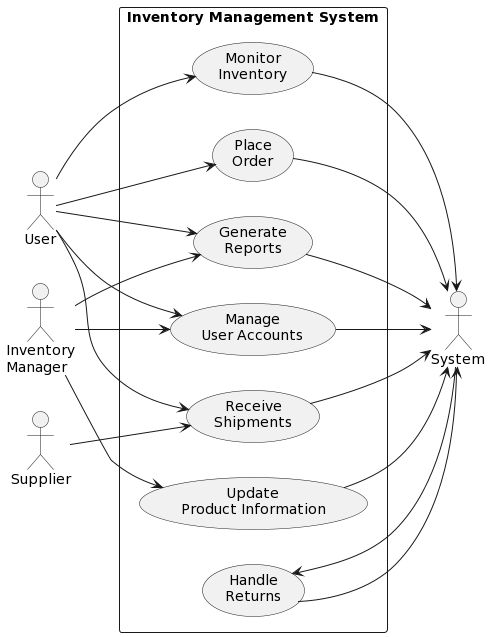 Inventory Management System
Monitor
Inventory
Place
Order
User
Generate
Reports
Inventory
Manager
Manage
User Accounts
System
Receive
Shipments
Supplier
Update
Product Information
Handle
Returns